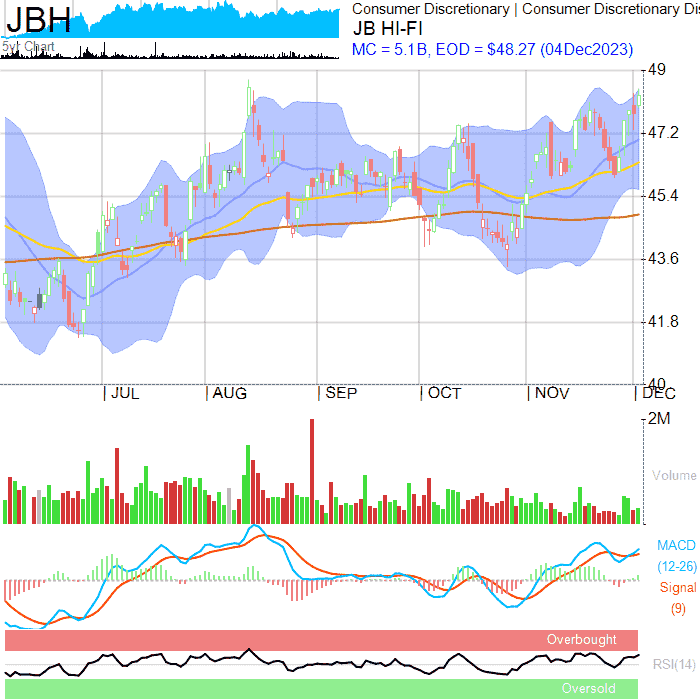 JBH
5yr Chart
Consumer Discretionary | Consumer Discretionary Dis
JB HI-FI
MC = 5.1B, EOD = $48.27 (04Dec2023)
49
47.2
45.4
43.6
41.8
40
JUL AUG SEP OCT NOV DEC
2M
Volume
MACD
(12-26)
Signal
(9)
Overbought
RSI(14)
Oversold